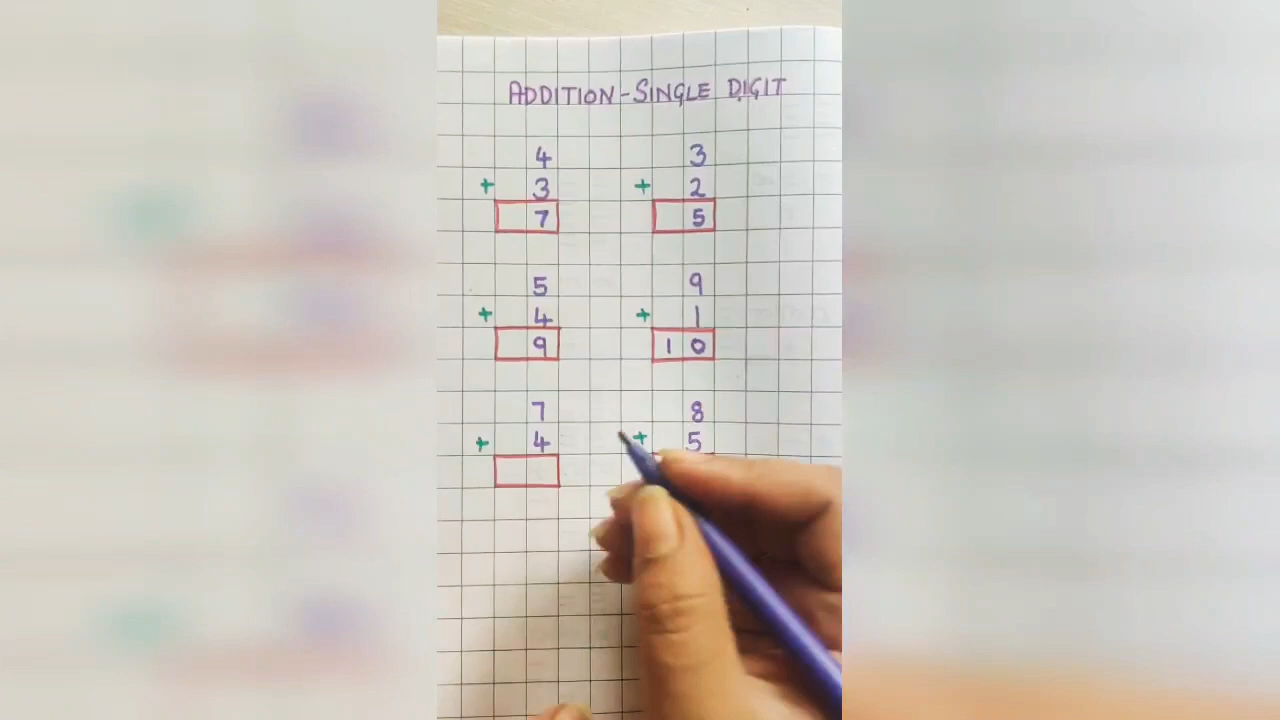 ADDITION-SINGLE DIGIT
4 3
+ 3 + 2
7 5
5 9
+ 4 + 1
9 10
7 8
+ 4 + 5